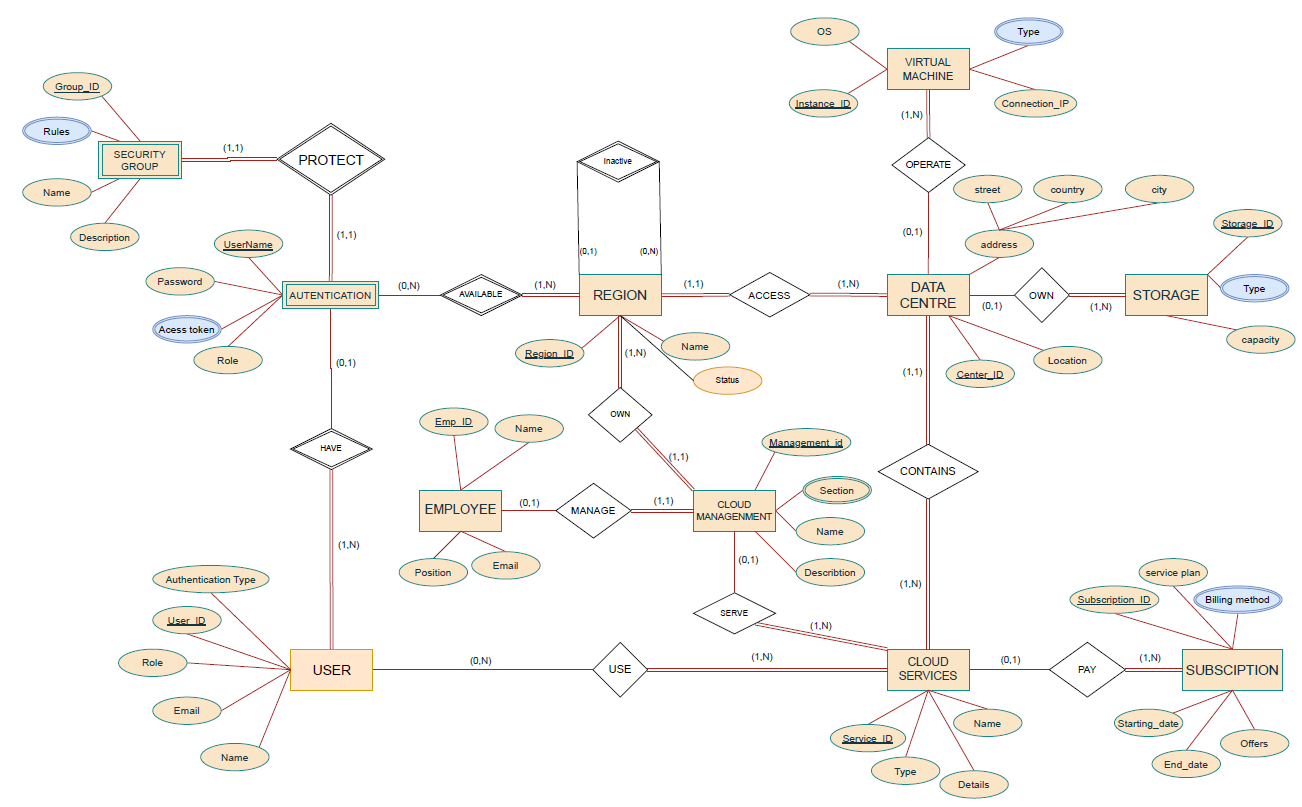 OS
Type
VIRTUAL
MACHINE
Instance_ID
Connection_IP
Group_ID
Rules
SECURITY
GROUP
(1,1)
PROTECT
Inactive
(1,N)
OPERATE
Name
Description
(1,1)
street
country
city
(0,1)
address
Storage_ID
UserName
(0,1)
(0,N)
Password
AUTENTICATION
(0,N)
AVAILABLE
(1,N)
REGION
(1,1)
ACCESS
(1,N)
DATA
CENTRE
(0,1)
OWN
(1,N)
STORAGE
Type
Acess token
Role
capacity
Region_ID
(1,N)
Name
Status
Location
Center_ID
(1,1)
(0,1)
OWN
Emp_ID
Name
Management_id
HAVE
(1,1)
CONTAINS
EMPLOYEE
(0,1)
MANAGE
(1,1)
CLOUD
MANAGENMENT
Section
Name
(1,N)
Position
Email
(0,1)
Describtion
(1,N)
Authentication Type
service plan
Subscription_ID
Billing method
User_ID
SERVE
(1,N)
Role
USER
(0,N)
USE
(1,N)
CLOUD
SERVICES
(0,1)
PAY
(1,N)
SUBSCIPTION
Email
Name
Service_ID
Name
Type
Details
Starting_date
End_date
Offers